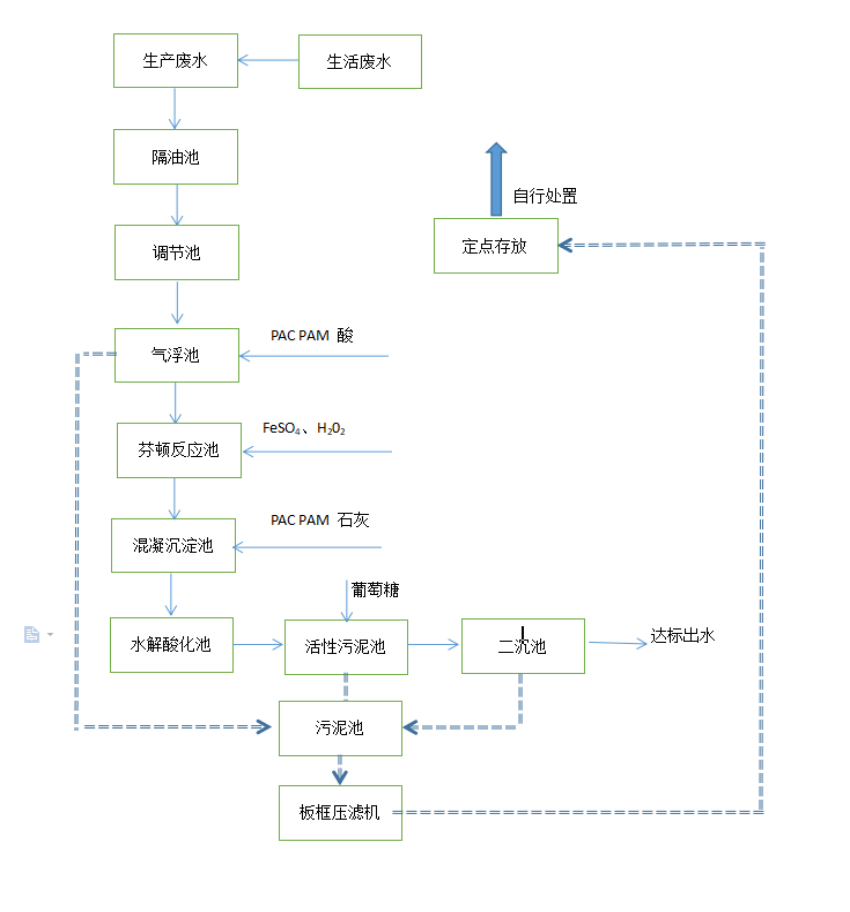 生产废水
生活废水
隔油池
自行处置
调节池
定点存放
PAC PAM 酸
气浮池
FeSO₄、H₂0₂
芬顿反应池
PAC PAM 石灰
混凝沉淀池
葡萄糖
水解酸化池
活性污泥池
二沉池
达标出水
污泥池
板框压滤机